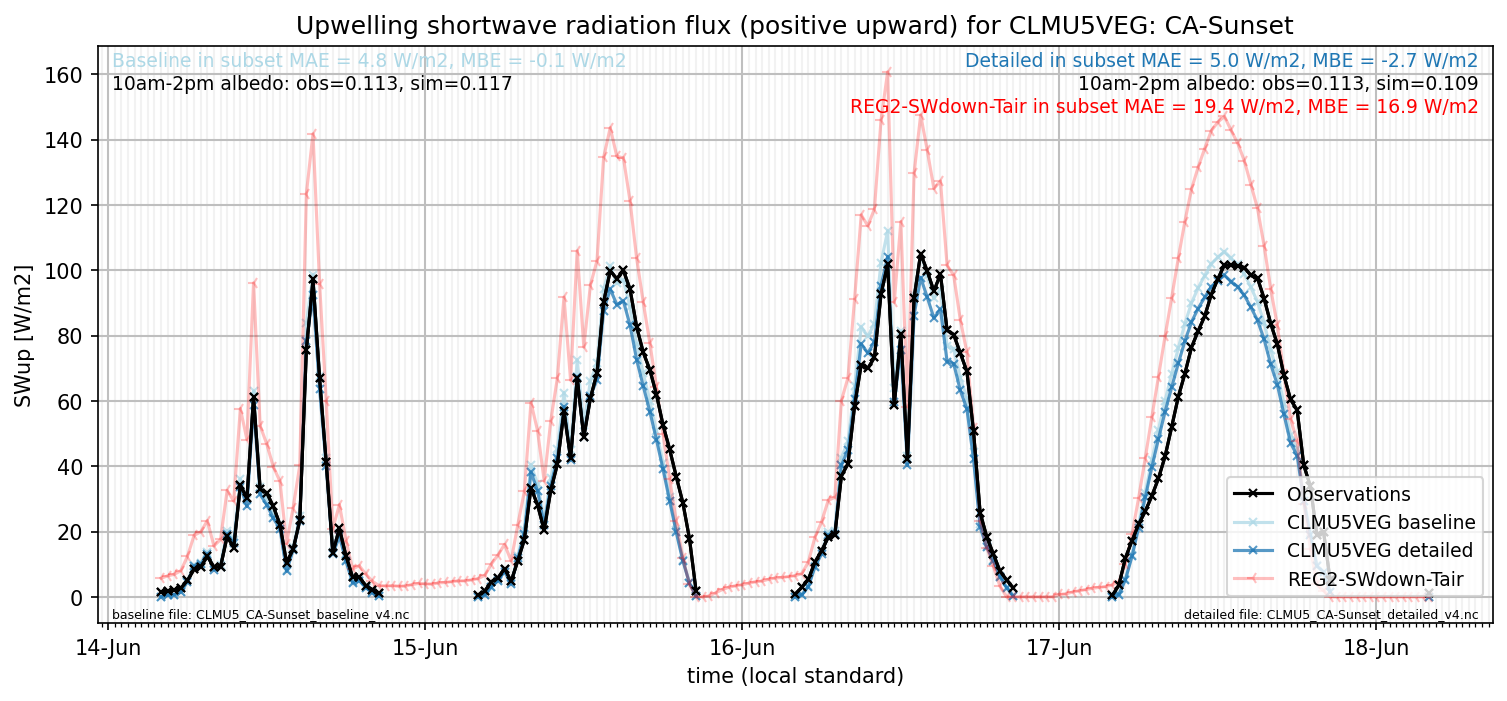 Upwelling shortwave radiation flux (positive upward) for CLMU5VEG: CA-Sunset
Baseline in subset MAE = 4.8 W/m2, MBE = -0.1 W/m2
10am-2pm albedo: obs=0.113, sim=0.117
Detailed in subset MAE = 5.0 W/m2, MBE = -2.7 W/m2
10am-2pm albedo: obs=0.113, sim=0.109
REG2-SWdown-Tair in subset MAE = 19.4 W/m2, MBE = 16.9 W/m2
SWup [W/m2]
160
140
120
100
80
60
40
20
0
Observations
CLMU5VEG baseline
CLMU5VEG detailed
REG2-SWdown-Tair
baseline file: CLMU5_CA-Sunset_baseline_v4.nc
detailed file: CLMU5_CA-Sunset_detailed_v4.nc
14-Jun 15-Jun 16-Jun 17-Jun 18-Jun
time (local standard)